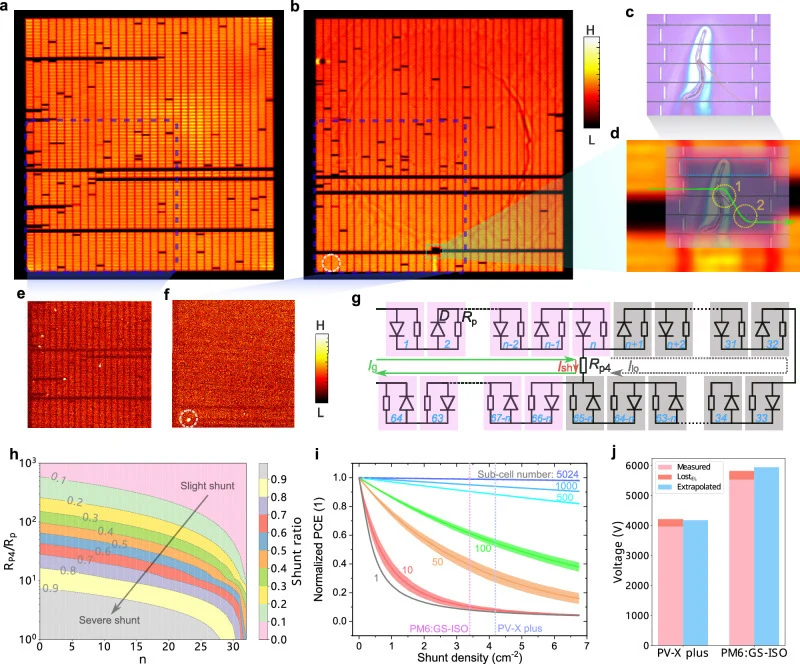 a
b
c
d
H
L
1
2
e
f
g
H
L
D
Rp
1
2
n-2
n-1
n
n+1
n+2
31
32
Ig
Ish
Rp4
Ilo
64
63
67-n
66-n
65-n
64-n
63-n
34
33
h
i
j
10³
10²
10¹
10⁰
RP4/Rp
0.1
0.2
0.3
0.4
0.5
0.6
0.7
0.8
0.9
Slight shunt
Severe shunt
0 5 10 15 20 25 30
n
0.9
0.8
0.7
0.6
0.5
0.4
0.3
0.2
0.1
0.0
Shunt ratio
1.0
0.8
0.6
0.4
0.2
0.0
Normalized PCE (1)
Sub-cell number: 5024
1000
500
100
50
10
1
PM6:GS-ISO
PV-X plus
0 1 2 3 4 5 6 7
Shunt density (cm⁻²)
6000
5000
4000
3000
2000
1000
0
Voltage (V)
Measured
LostEL
Extrapolated
PV-X plus
PM6:GS-ISO